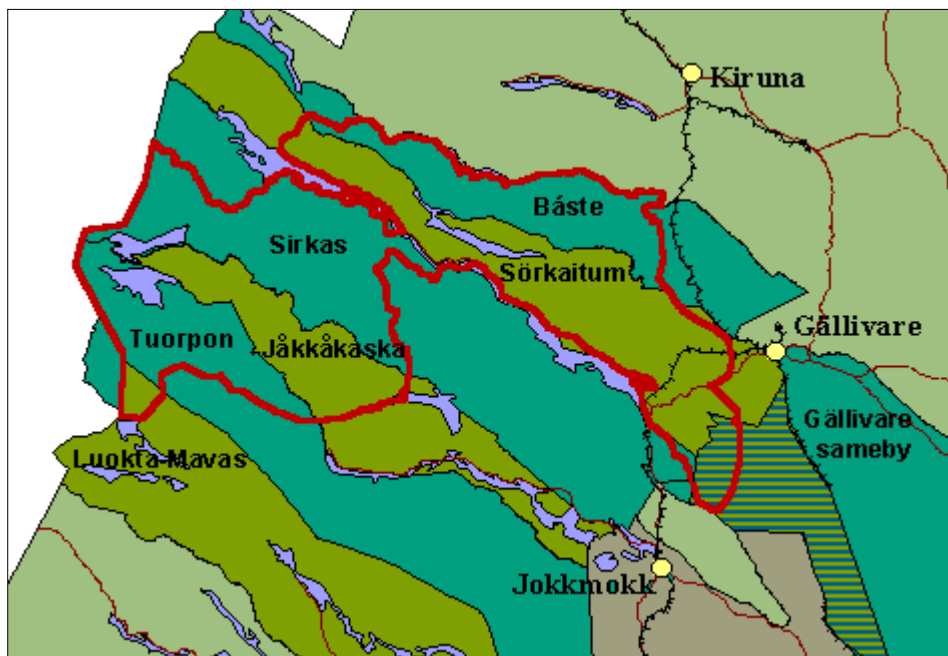 Kiruna
Báste
Sirkas
Sörkaitum
Gällivare
Tuorpon
Jåkkåkaska
Gällivare
sameby
Luokta-Mavas
Jokkmokk